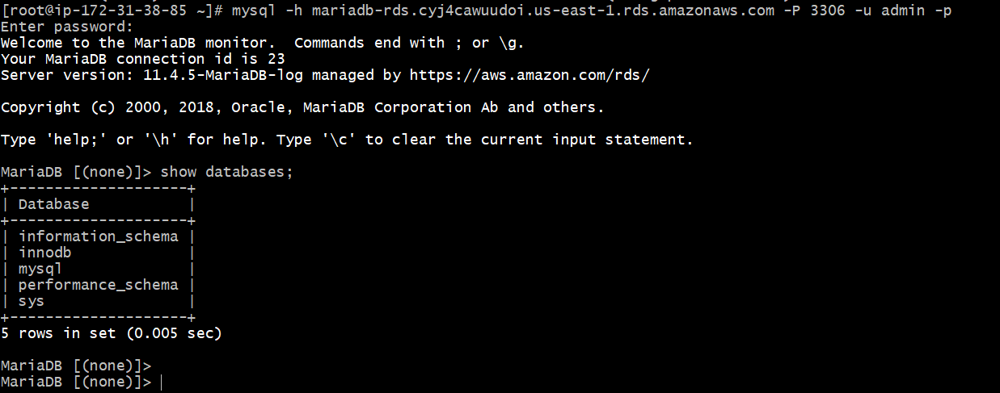 [root@ip-172-31-38-85 ~]# mysql -h mariadb-rds.cyj4cawuudoi.us-east-1.rds.amazonaws.com -P 3306 -u admin -p
Enter password:
Welcome to the MariaDB monitor.  Commands end with ; or \g.
Your MariaDB connection id is 23
Server version: 11.4.5-MariaDB-log managed by https://aws.amazon.com/rds/

Copyright (c) 2000, 2018, Oracle, MariaDB Corporation Ab and others.

Type 'help;' or '\h' for help. Type '\c' to clear the current input statement.

MariaDB [(none)]> show databases;
+--------------------+
| Database           |
+--------------------+
| information_schema |
| innodb             |
| mysql              |
| performance_schema |
| sys                |
+--------------------+
5 rows in set (0.005 sec)

MariaDB [(none)]>
MariaDB [(none)]>